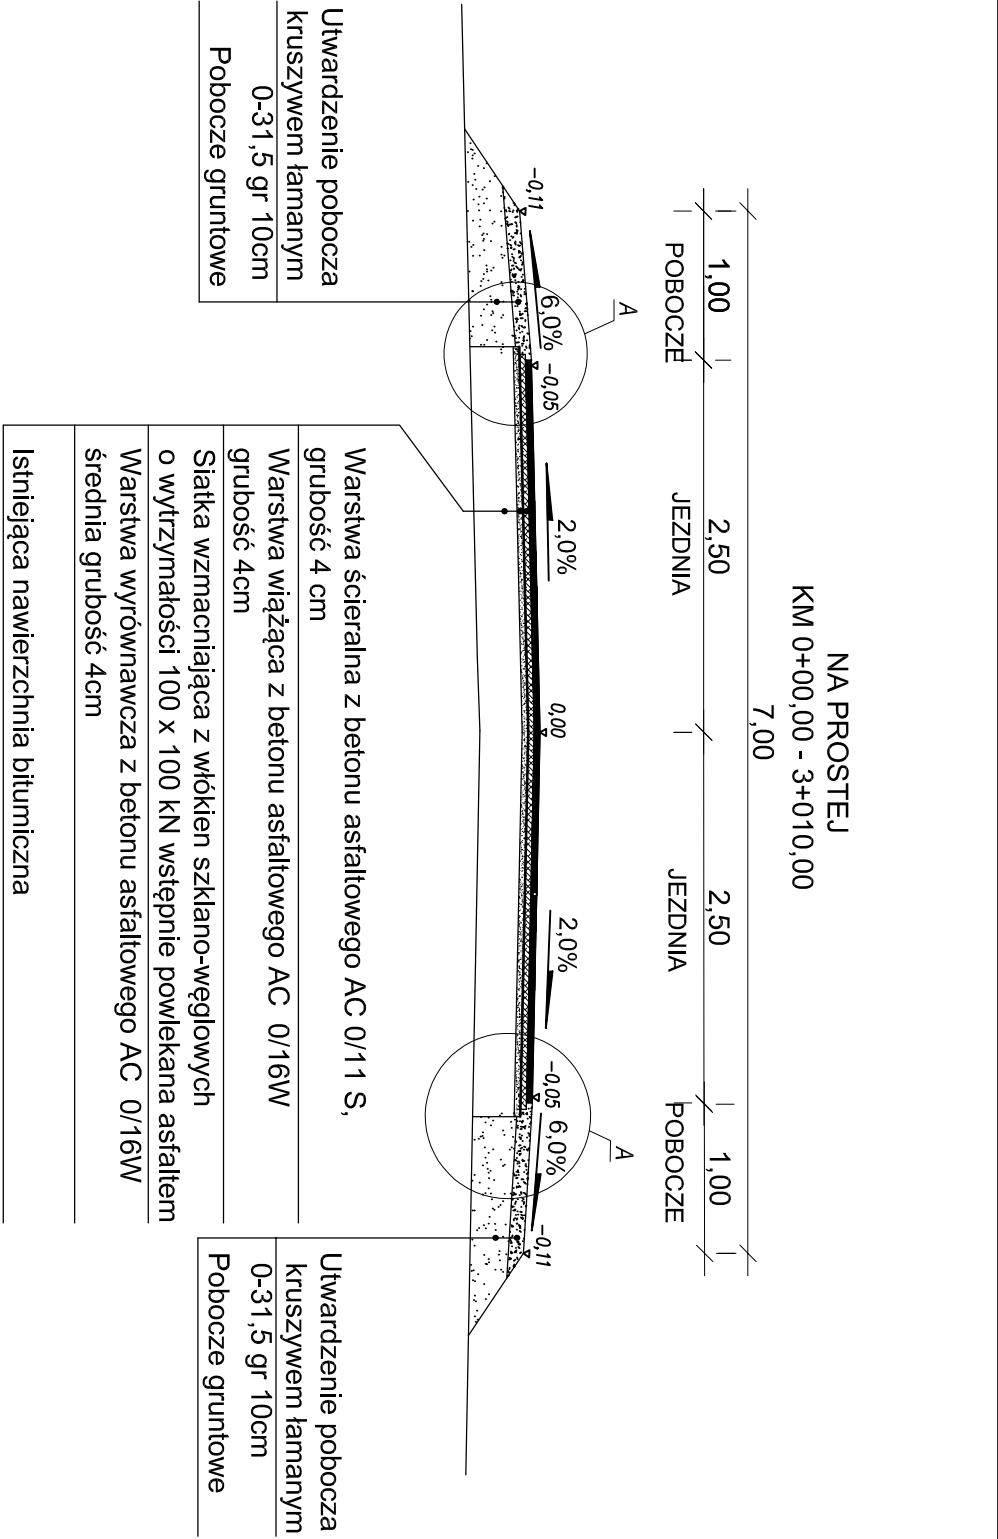 NA PROSTEJ
KM 0+00,00 - 3+010,00
7,00
1,00
2,50
2,50
1,00
POBOCZE
JEZDNIA
JEZDNIA
POBOCZE
A
A
-0,11
6,0%
-0,05
2,0%
0,00
2,0%
-0,05
6,0%
-0,11
Utwardzenie pobocza
kruszywem łamanym
0-31,5 gr 10cm
Pobocze gruntowe
Warstwa ścieralna z betonu asfaltowego AC 0/11 S,
grubość 4 cm
Warstwa wiążąca z betonu asfaltowego AC 0/16W
grubość 4cm
Siatka wzmacniająca z włókien szklano-węglowych
o wytrzymałości 100 x 100 kN wstępnie powlekana asfaltem
Warstwa wyrównawcza z betonu asfaltowego AC 0/16W
średnia grubość 4cm
Istniejąca nawierzchnia bitumiczna
Utwardzenie pobocza
kruszywem łamanym
0-31,5 gr 10cm
Pobocze gruntowe